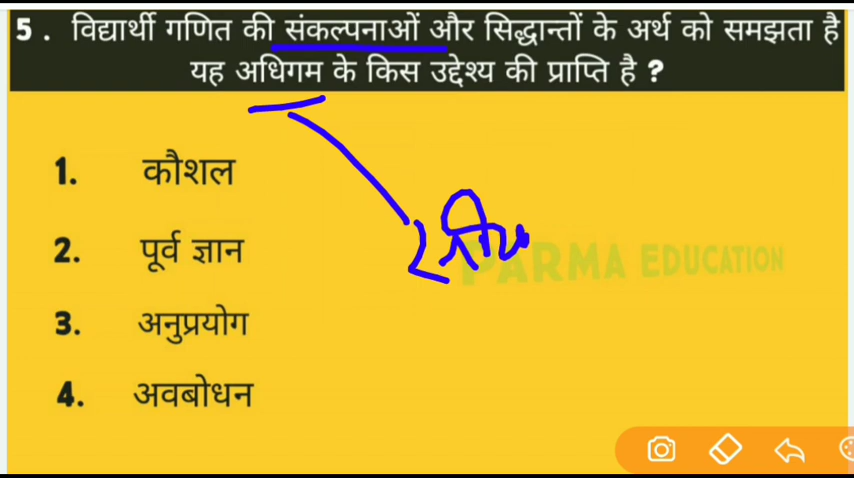 5 . विद्यार्थी गणित की संकल्पनाओं और सिद्धान्तों के अर्थ को समझता है
यह अधिगम के किस उद्देश्य की प्राप्ति है ?
1. कौशल
2. पूर्व ज्ञान
PARMA EDUCATION
3. अनुप्रयोग
4. अवबोधन